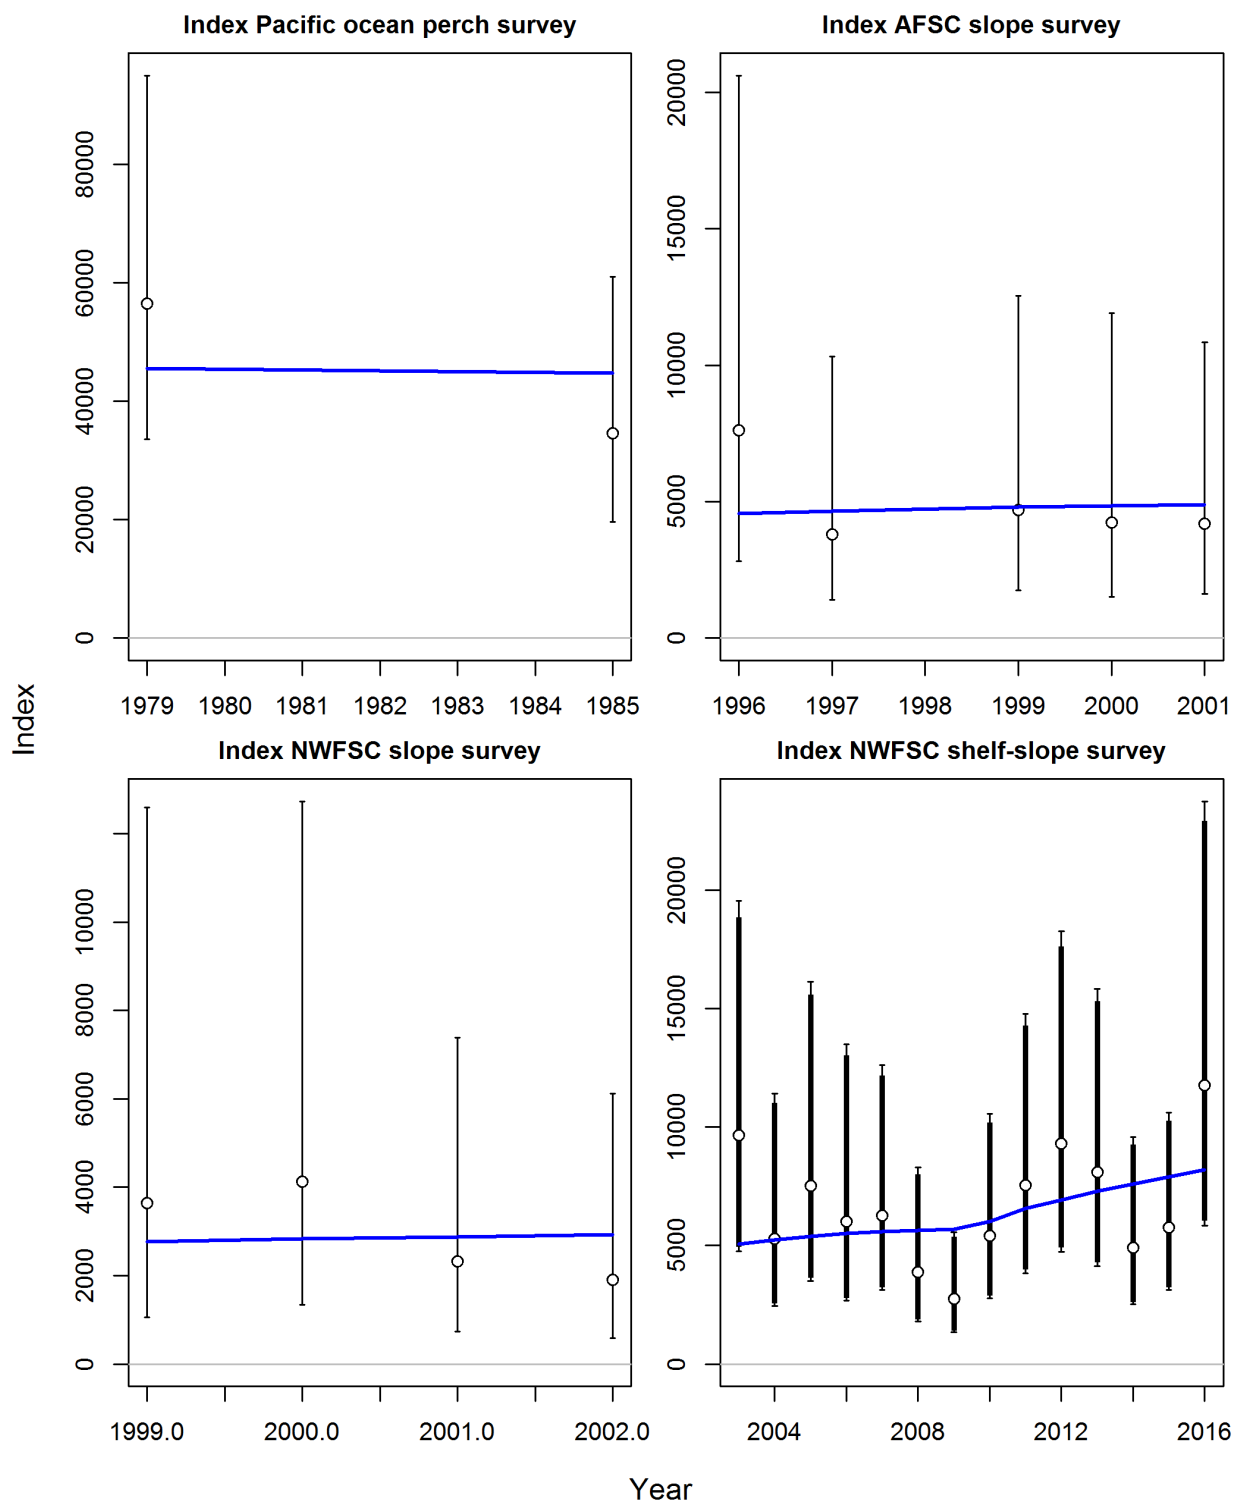 Index Pacific ocean perch survey
0
20000
40000
60000
80000
1979 1980 1981 1982 1983 1984 1985
Index AFSC slope survey
0
5000
10000
15000
20000
1996 1997 1998 1999 2000 2001
Index NWFSC slope survey
0
2000
4000
6000
8000
10000
1999.0 2000.0 2001.0 2002.0
Index NWFSC shelf-slope survey
0
5000
10000
15000
20000
2004 2008 2012 2016
Index
Year